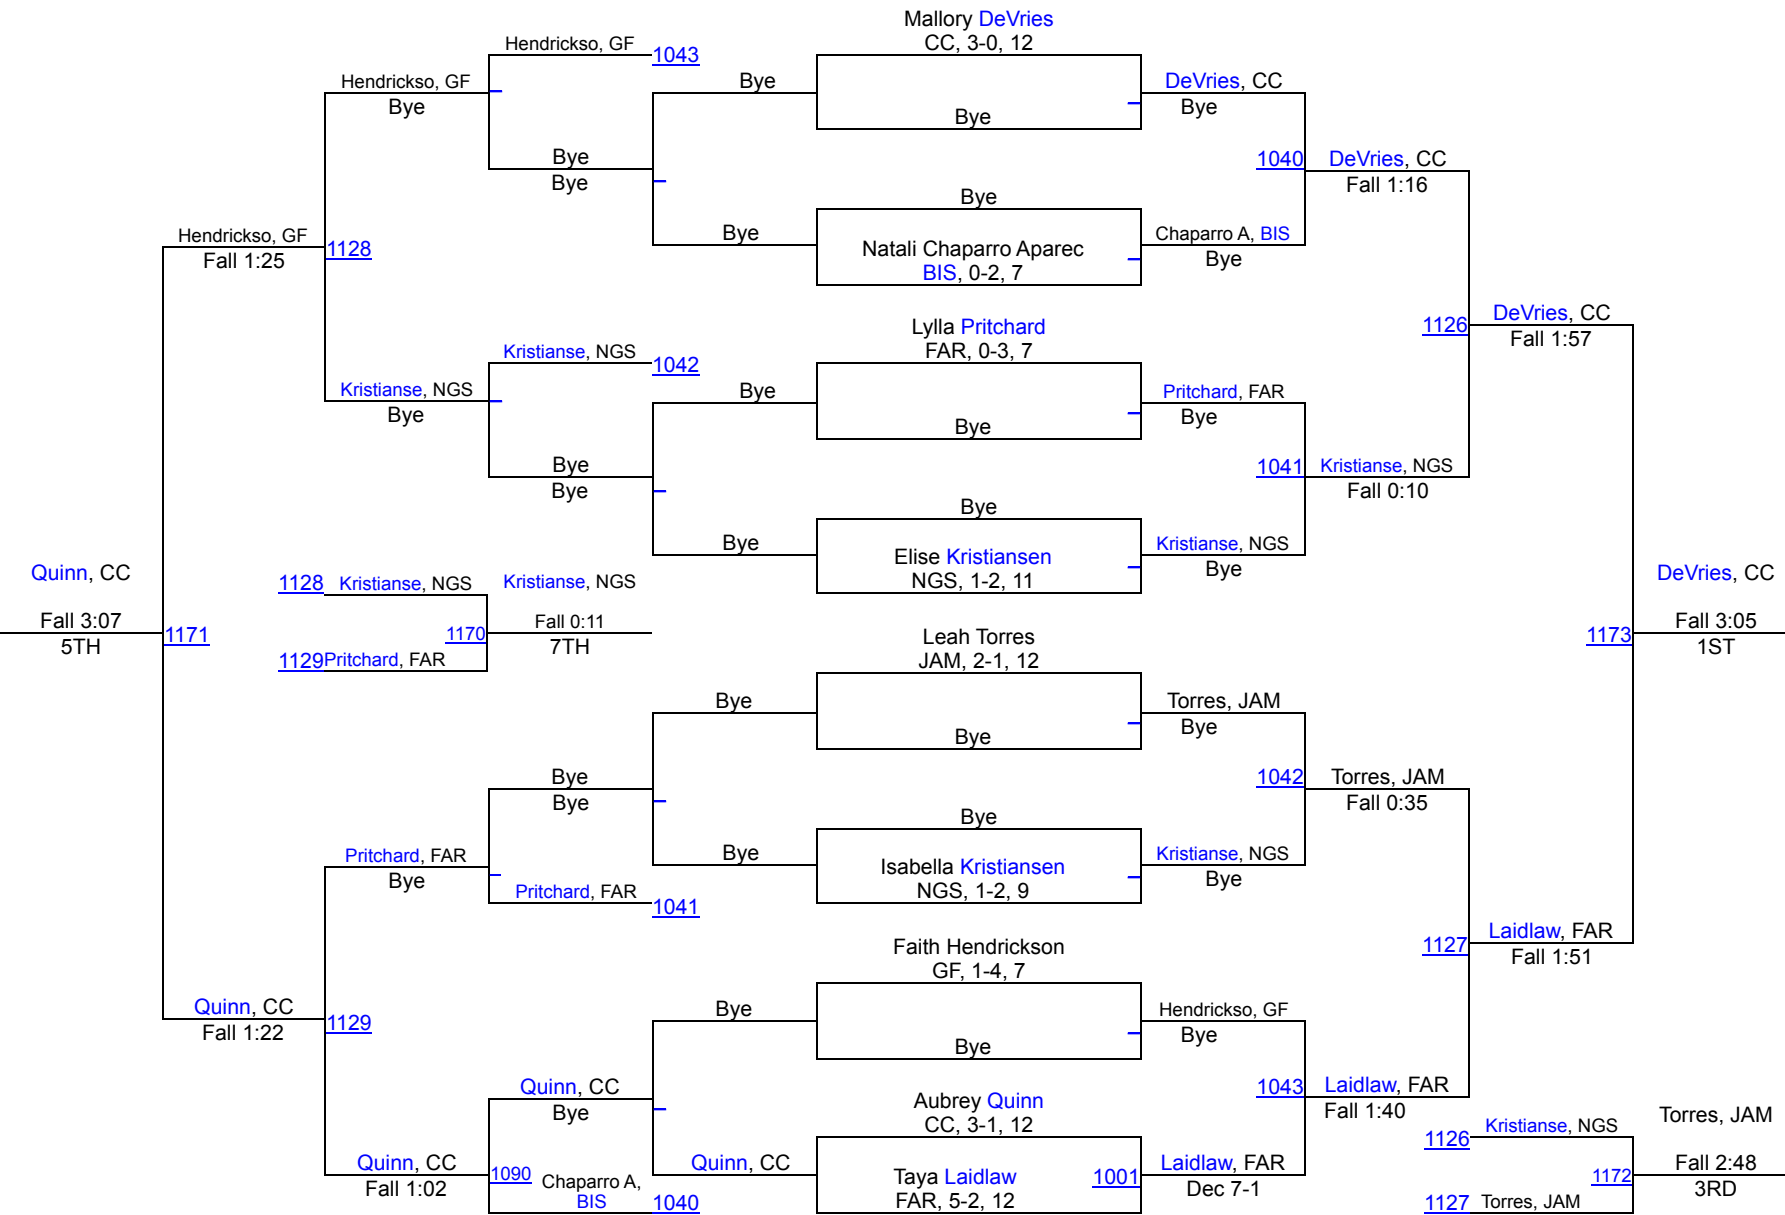 Mallory DeVries
CC, 3-0, 12
Hendrickso, GF
1043
Hendrickso, GF
Bye
Bye
DeVries, CC
Bye
Bye
Bye
Bye
1040
DeVries, CC
Fall 1:16
Bye
Bye
Hendrickso, GF
Fall 1:25
1128
Natali Chaparro Aparec
BIS, 0-2, 7
Chaparro A, BIS
Bye
1126
DeVries, CC
Fall 1:57
Lylla Pritchard
FAR, 0-3, 7
Kristianse, NGS
1042
Kristianse, NGS
Bye
Bye
Pritchard, FAR
Bye
Bye
Bye
Bye
1041
Kristianse, NGS
Fall 0:10
Bye
Bye
Elise Kristiansen
NGS, 1-2, 11
Kristianse, NGS
Bye
Quinn, CC
Fall 3:07
5TH
1171
1128
Kristianse, NGS
1129
Pritchard, FAR
1170
Kristianse, NGS
Fall 0:11
7TH
DeVries, CC
1173
Fall 3:05
1ST
Leah Torres
JAM, 2-1, 12
Bye
Bye
Torres, JAM
Bye
Bye
Bye
1042
Torres, JAM
Fall 0:35
Bye
Pritchard, FAR
Bye
Bye
Isabella Kristiansen
NGS, 1-2, 9
Kristianse, NGS
Bye
Pritchard, FAR
1041
1127
Laidlaw, FAR
Fall 1:51
Faith Hendrickson
GF, 1-4, 7
Quinn, CC
Fall 1:22
1129
Bye
Bye
Hendrickso, GF
Bye
Quinn, CC
Bye
1043
Laidlaw, FAR
Fall 1:40
Aubrey Quinn
CC, 3-1, 12
Quinn, CC
Fall 1:02
1090
Chaparro A,
BIS
1040
Quinn, CC
Taya Laidlaw
FAR, 5-2, 12
1001
Laidlaw, FAR
Dec 7-1
1126
Kristianse, NGS
1127
Torres, JAM
1172
Torres, JAM
Fall 2:48
3RD